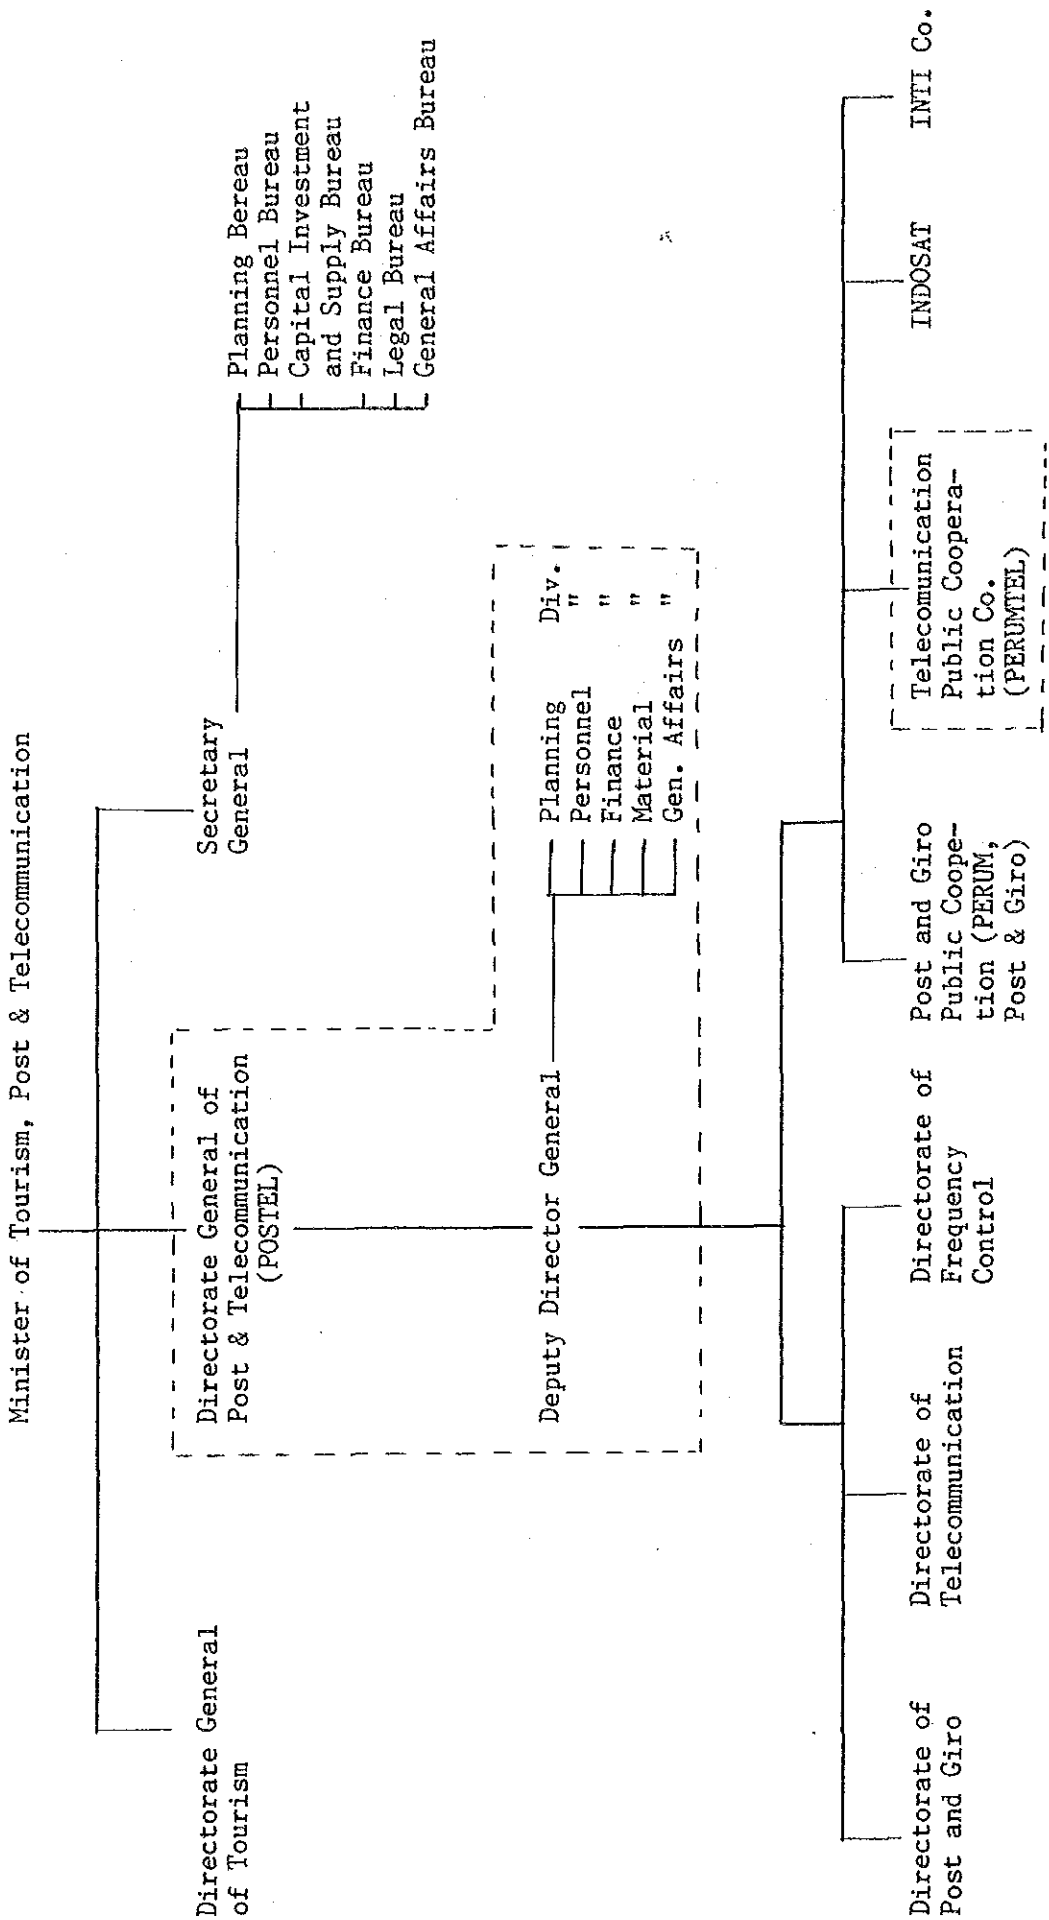 Minister of Tourism, Post & Telecommunication
Directorate General
of Tourism
Directorate General of
Post & Telecommunication
(POSTEL)
Secretary
General
Planning Bereau
Personnel Bureau
Capital Investment
and Supply Bureau
Finance Bureau
Legal Bureau
General Affairs Bureau
Deputy Director General
Planning Div.
Personnel "
Finance "
Material "
Gen. Affairs "
Directorate of
Post and Giro
Directorate of
Telecommunication
Directorate of
Frequency
Control
Post and Giro
Public Coope-
tion (PERUM,
Post & Giro)
Telecomunication
Public Coopera-
tion Co.
(PERUMTEL)
INDOSAT
INTI Co.